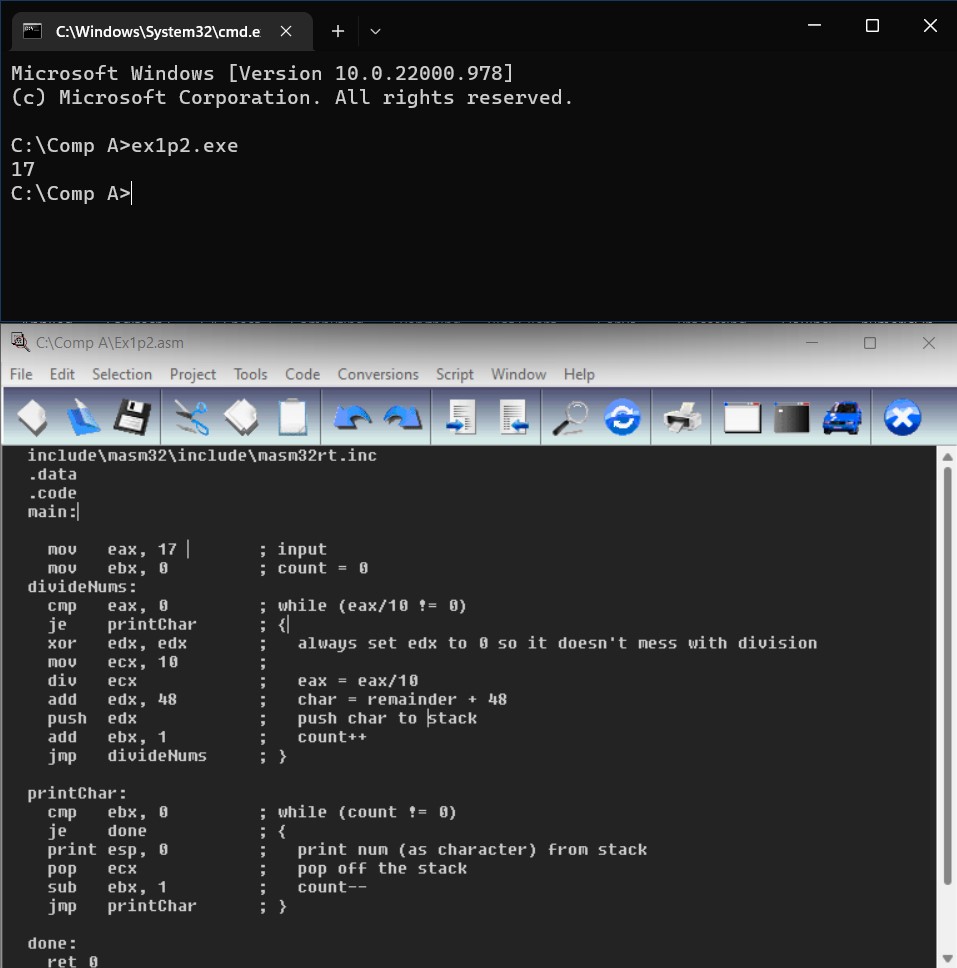 C:\Windows\System32\cmd.e
Microsoft Windows [Version 10.0.22000.978]
(c) Microsoft Corporation. All rights reserved.
C:\Comp A>ex1p2.exe
17
C:\Comp A>
C:\Comp A\Ex1p2.asm
File Edit Selection Project Tools Code Conversions Script Window Help
include\masm32\include\masm32rt.inc
.data
.code
main:
mov eax, 17 ; input
mov ebx, 0 ; count = 0
divideNums:
cmp eax, 0 ; while (eax/10 != 0)
je printChar ; {
xor edx, edx ; always set edx to 0 so it doesn't mess with division
mov ecx, 10 ;
div ecx ; eax = eax/10
add edx, 48 ; char = remainder + 48
push edx ; push char to stack
add ebx, 1 ; count++
jmp divideNums ; }
printChar:
cmp ebx, 0 ; while (count != 0)
je done ; {
print esp, 0 ; print num (as character) from stack
pop ecx ; pop off the stack
sub ebx, 1 ; count--
jmp printChar ; }
done:
ret 0